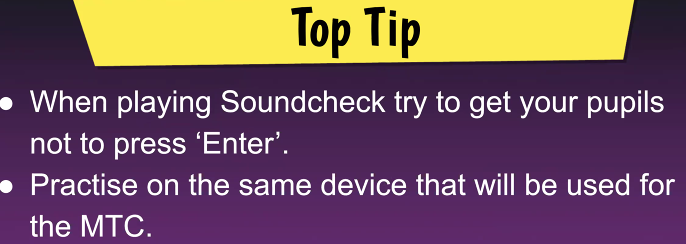 Top Tip
● When playing Soundcheck try to get your pupils
not to press ‘Enter’.
● Practise on the same device that will be used for
the MTC.